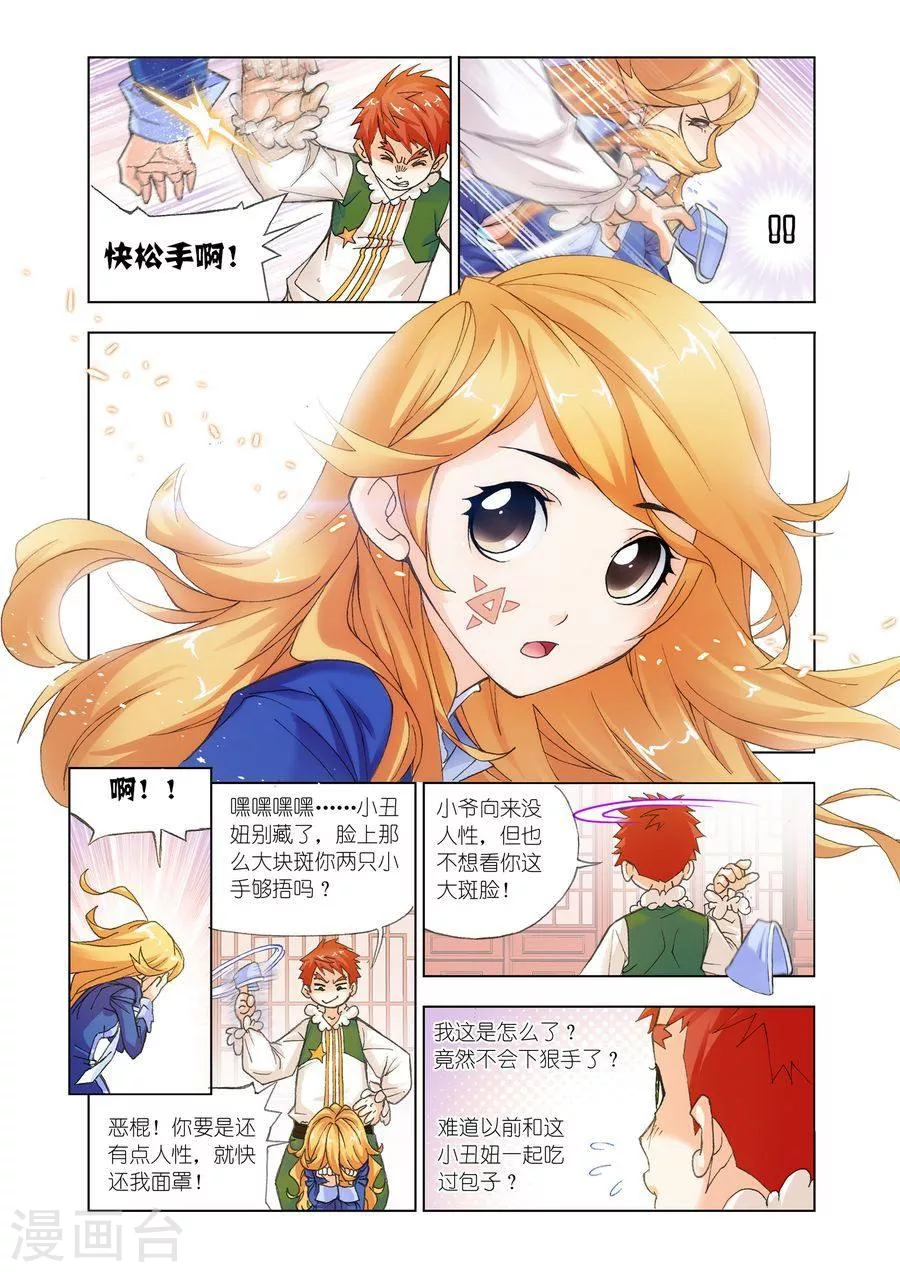 快松手啊！
!!
啊！！
嘿嘿嘿嘿······小丑
妞别藏了，脸上那
么大块斑你两只小
手够捂吗？
小爷向来没
人性，但也
不想看你这
大斑脸！
恶棍！你要是还
有点人性，就快
还我面罩！
我这是怎么了？
竟然不会下狠手了？
难道以前和这
小丑妞一起吃
过包子？
漫画台